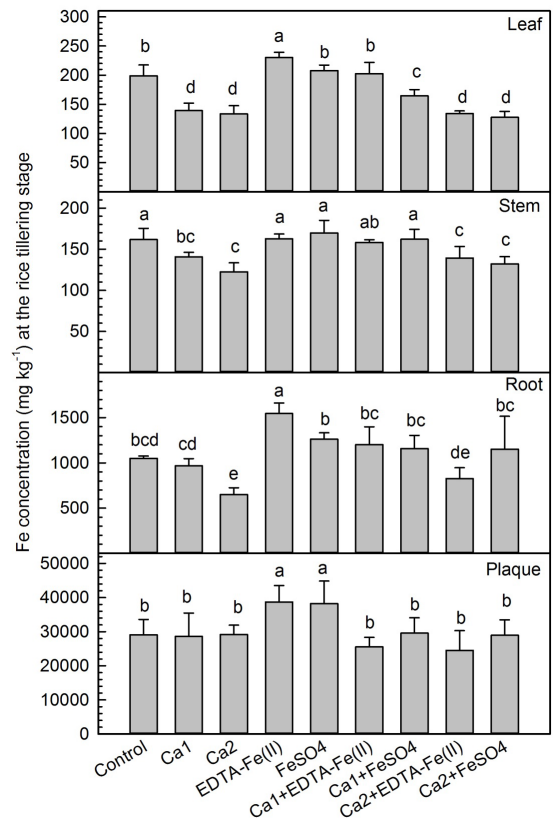 Fe concentration (mg kg⁻¹) at the rice tillering stage
300
250
200
150
100
50
Leaf
b d d a b b c d d
200
150
100
50
Stem
a bc c a a ab a c c
1500
1000
500
Root
bcd cd e a b bc bc de bc
50000
40000
30000
20000
10000
0
Plaque
b b b a a b b b b
Control
Ca1
Ca2
EDTA-Fe(II)
FeSO4
Ca1+EDTA-Fe(II)
Ca1+FeSO4
Ca2+EDTA-Fe(II)
Ca2+FeSO4